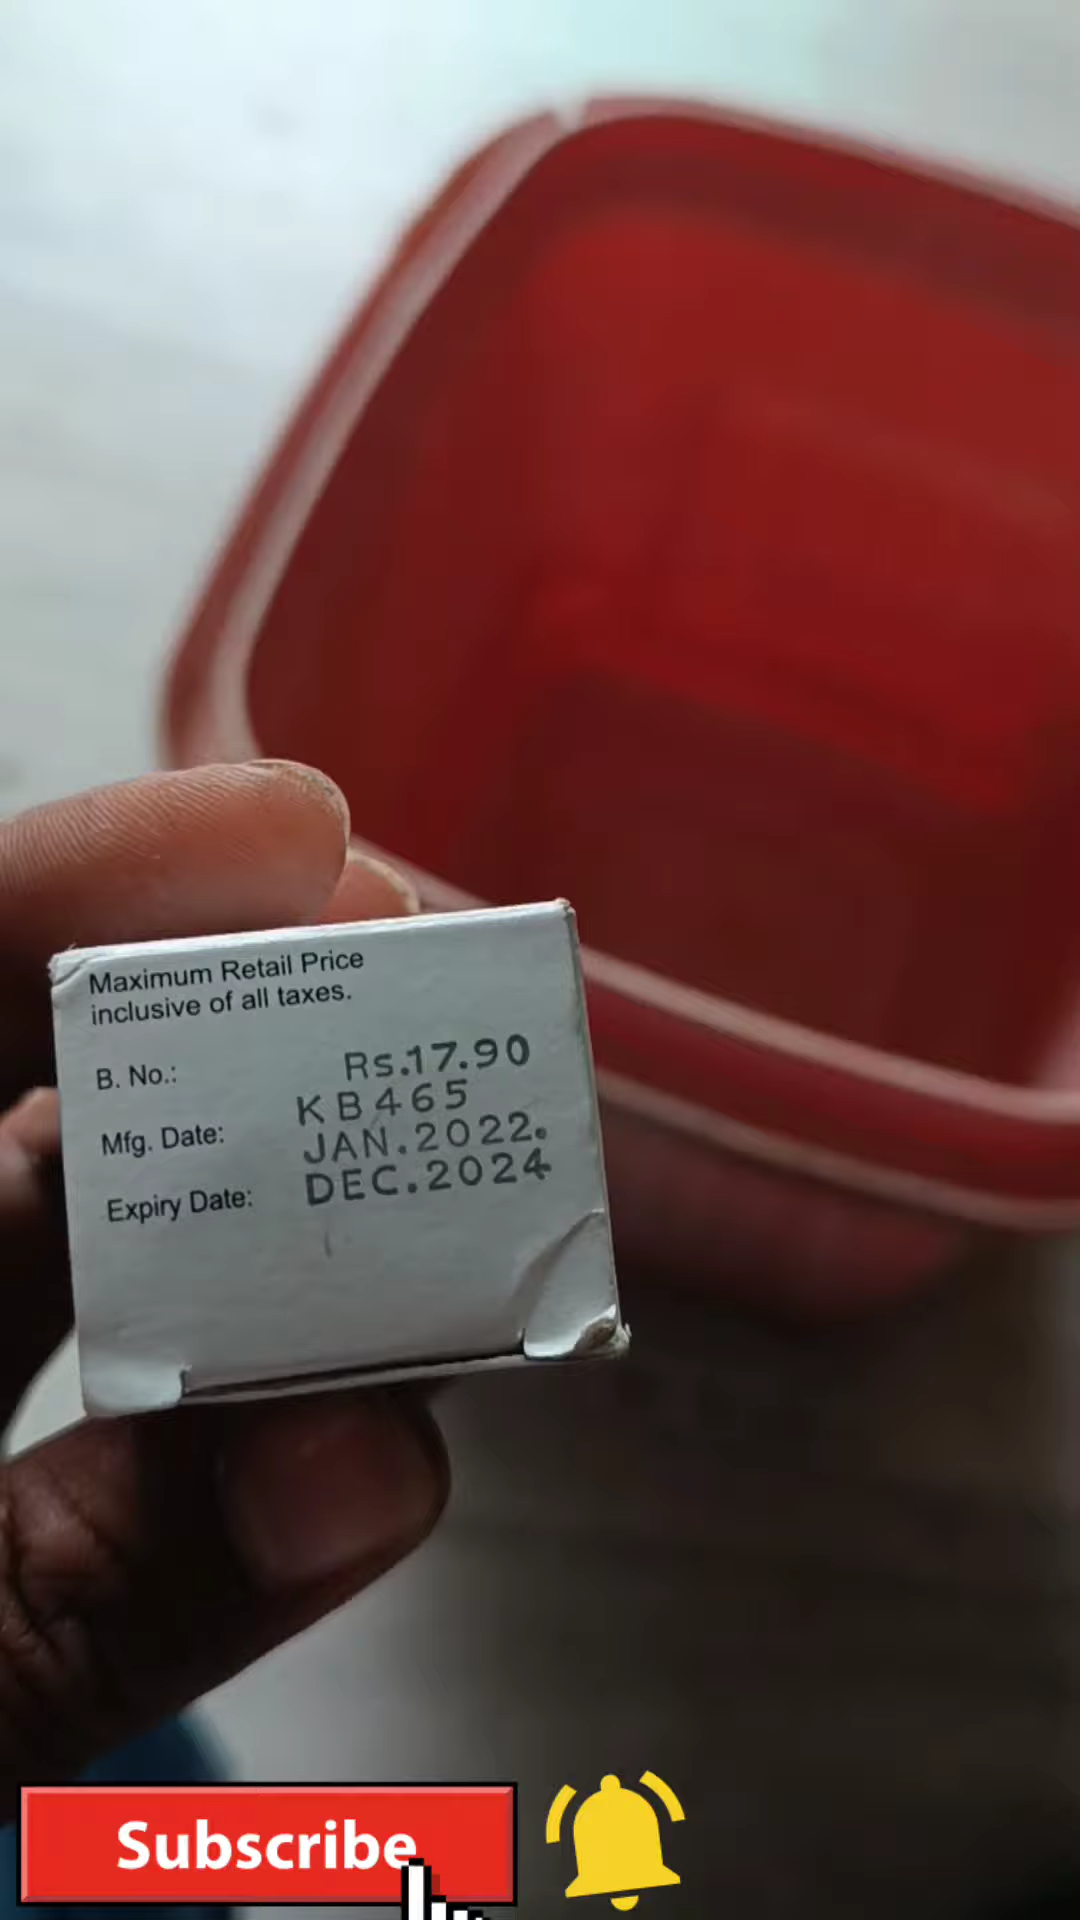 Maximum Retail Price
inclusive of all taxes.
Rs.17.90
B. No.: KB465
Mfg. Date: JAN.2022.
Expiry Date: DEC.2024
Subscribe